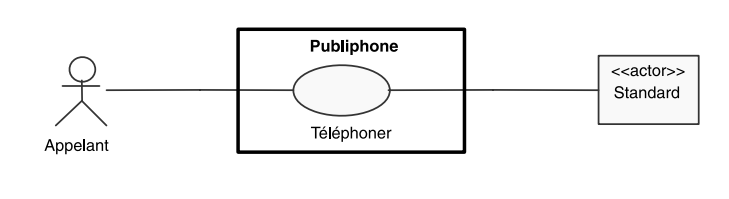 Publiphone
<<actor>>
Standard
Téléphoner
Appelant